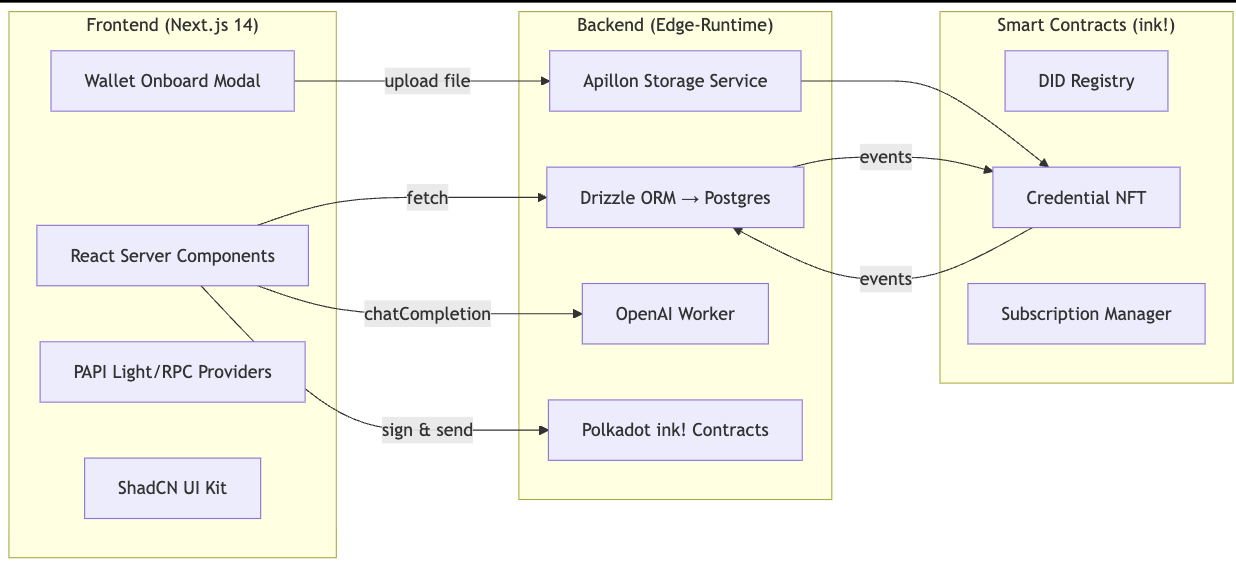 Frontend (Next.js 14)
Wallet Onboard Modal
React Server Components
PAPI Light/RPC Providers
ShadCN UI Kit
upload file
fetch
chatCompletion
sign & send
Backend (Edge-Runtime)
Apillon Storage Service
Drizzle ORM → Postgres
OpenAI Worker
Polkadot ink! Contracts
events
events
Smart Contracts (ink!)
DID Registry
Credential NFT
Subscription Manager